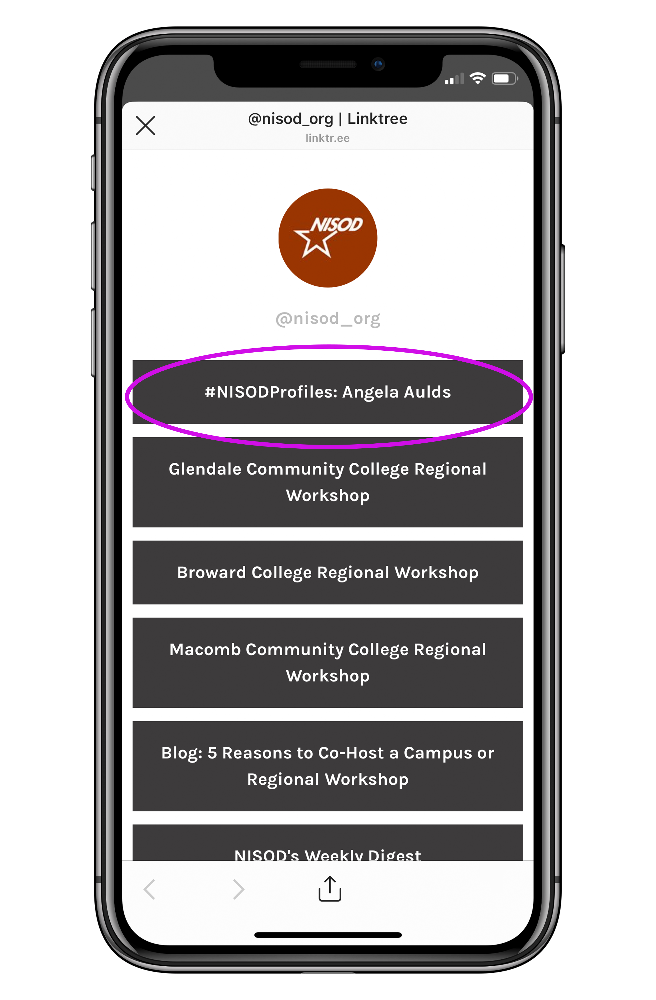 @nisod_org | Linktree
linktr.ee
NISOD
@nisod_org
#NISODProfiles: Angela Aulds
Glendale Community College Regional
Workshop
Broward College Regional Workshop
Macomb Community College Regional
Workshop
Blog: 5 Reasons to Co-Host a Campus or
Regional Workshop
NISOD's Weekly Digest